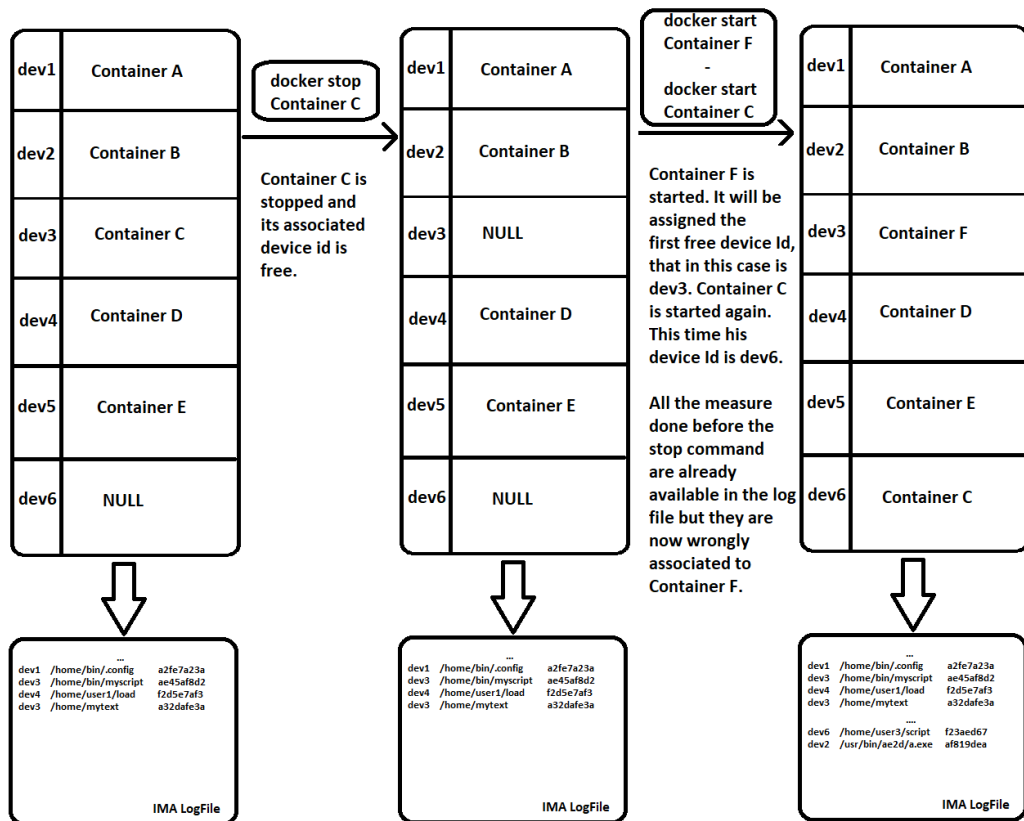 dev1 Container A
dev2 Container B
dev3 Container C
dev4 Container D
dev5 Container E
dev6 NULL
docker stop
Container C
Container C is
stopped and
its associated
device id is
free.
dev1 Container A
dev2 Container B
dev3 NULL
dev4 Container D
dev5 Container E
dev6 NULL
docker start
Container F
-
docker start
Container C
Container F is
started. It will be
assigned the
first free device Id,
that in this case is
dev3. Container C
is started again.
This time his
device Id is dev6.
All the measure
done before the
stop command
are already
available in the log
file but they are
now wrongly
associated to
Container F.
dev1 Container A
dev2 Container B
dev3 Container F
dev4 Container D
dev5 Container E
dev6 Container C
...
dev1 /home/bin/.config a2fe7a23a
dev3 /home/bin/myscript ae45af8d2
dev4 /home/user1/load f2d5e7af3
dev3 /home/mytext a32dafe3a
IMA LogFile
...
dev1 /home/bin/.config a2fe7a23a
dev3 /home/bin/myscript ae45af8d2
dev4 /home/user1/load f2d5e7af3
dev3 /home/mytext a32dafe3a
IMA LogFile
...
dev1 /home/bin/.config a2fe7a23a
dev3 /home/bin/myscript ae45af8d2
dev4 /home/user1/load f2d5e7af3
dev3 /home/mytext a32dafe3a
....
dev6 /home/user3/script f23aed67
dev2 /usr/bin/ae2d/a.exe af819dea
IMA LogFile